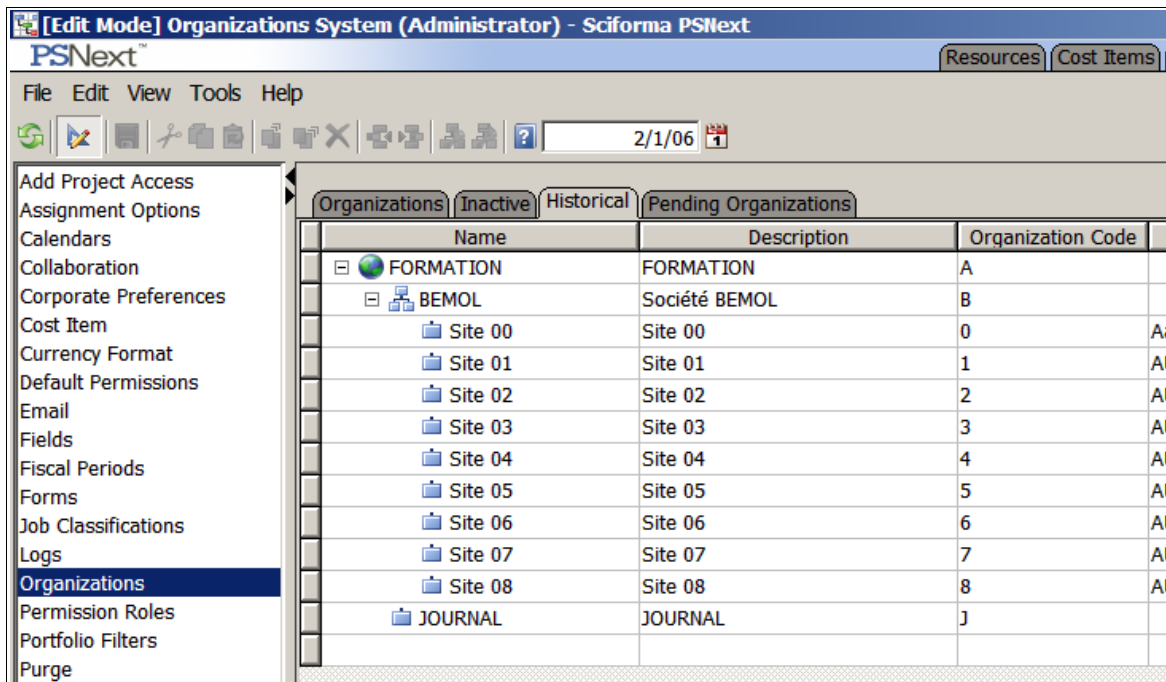 [Edit Mode] Organizations System (Administrator) - Sciforma PSNext
PSNext™ Resources Cost Items
File Edit View Tools Help
2/1/06
Add Project Access
Assignment Options
Calendars
Collaboration
Corporate Preferences
Cost Item
Currency Format
Default Permissions
Email
Fields
Fiscal Periods
Forms
Job Classifications
Logs
Organizations
Permission Roles
Portfolio Filters
Purge
Organizations Inactive Historical Pending Organizations
Name Description Organization Code
FORMATION FORMATION A
BEMOL Société BEMOL B
Site 00 Site 00 0
Site 01 Site 01 1
Site 02 Site 02 2
Site 03 Site 03 3
Site 04 Site 04 4
Site 05 Site 05 5
Site 06 Site 06 6
Site 07 Site 07 7
Site 08 Site 08 8
JOURNAL JOURNAL J